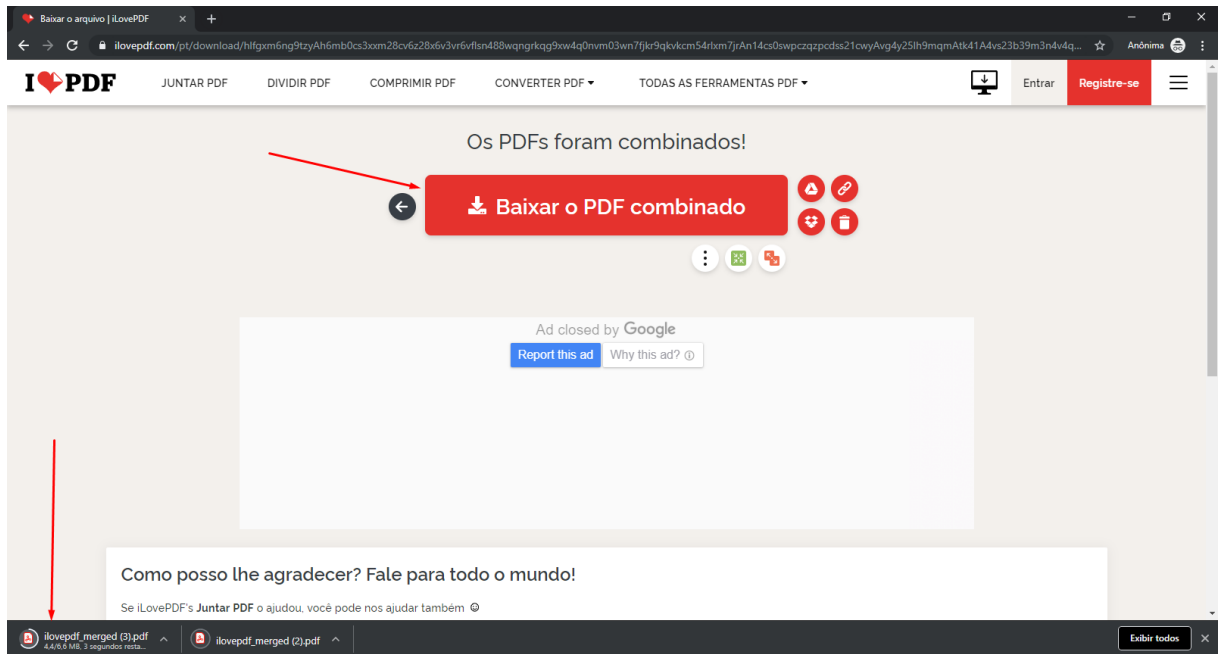 Baixar o arquivo | iLovePDF
ilovepdf.com/pt/download/hlfgxm6ng9tzyAh6mb0cs3xxm28cv6z28x6v3vr6vflsn488wqngrkqg9xw4q0nvm03wn7fjkr9qkvkcm54rlxm7jrAn14cs0swpczqzpcdss21cwyAvg4y25lh9mqmAtk41A4vs23b39m3n4v4q...
Anônima
I PDF
JUNTAR PDF
DIVIDIR PDF
COMPRIMIR PDF
CONVERTER PDF
TODAS AS FERRAMENTAS PDF
Entrar
Registre-se
Os PDFs foram combinados!
Baixar o PDF combinado
Ad closed by Google
Report this ad
Why this ad?
Como posso lhe agradecer? Fale para todo o mundo!
Se iLovePDF's Juntar PDF o ajudou, você pode nos ajudar também ☺
ilovepdf_merged (3).pdf
4,4/6,6 MB, 3 segundos resta...
ilovepdf_merged (2).pdf
Exibir todos